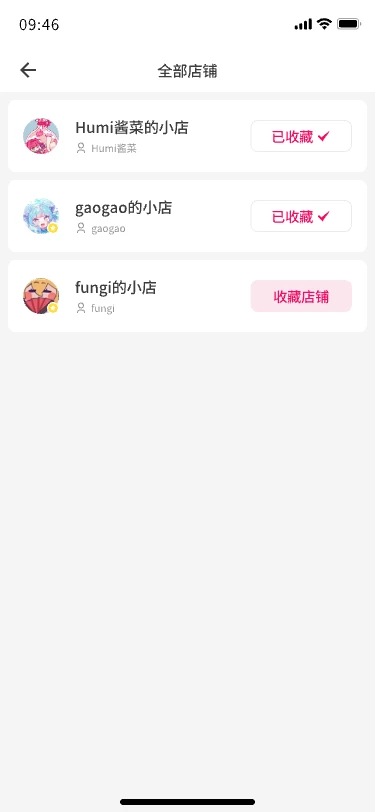 09:46
全部店铺
Humi酱菜的小店
已收藏
Humi酱菜
gaogao的小店
已收藏
gaogao
fungi的小店
收藏店铺
fungi